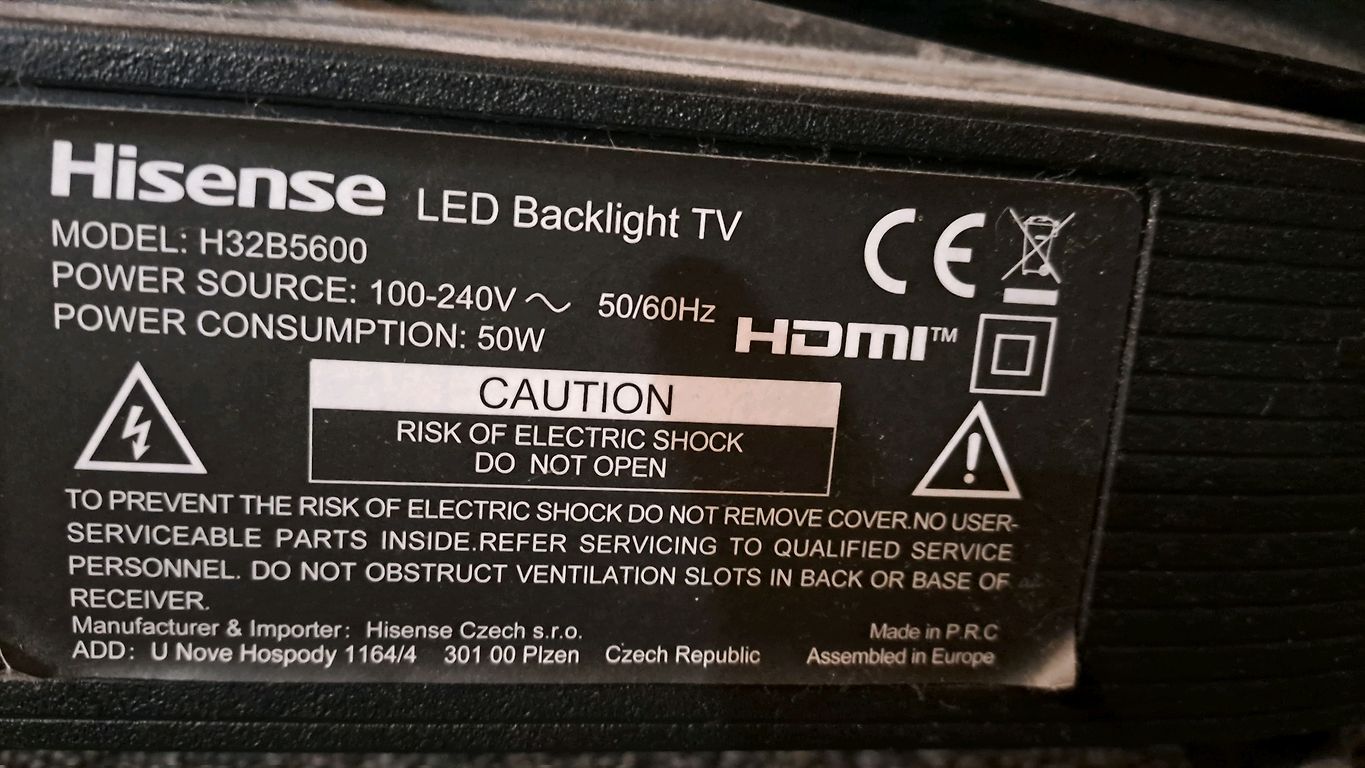 Hisense LED Backlight TV
MODEL: H32B5600
POWER SOURCE: 100-240V ~ 50/60Hz
POWER CONSUMPTION: 50W
CE
HDMI™
CAUTION
RISK OF ELECTRIC SHOCK
DO NOT OPEN
TO PREVENT THE RISK OF ELECTRIC SHOCK DO NOT REMOVE COVER.NO USER-
SERVICEABLE PARTS INSIDE.REFER SERVICING TO QUALIFIED SERVICE
PERSONNEL. DO NOT OBSTRUCT VENTILATION SLOTS IN BACK OR BASE OF
RECEIVER.
Manufacturer & Importer: Hisense Czech s.r.o.
ADD: U Nove Hospody 1164/4 301 00 Plzen Czech Republic
Made in P.R.C
Assembled in Europe